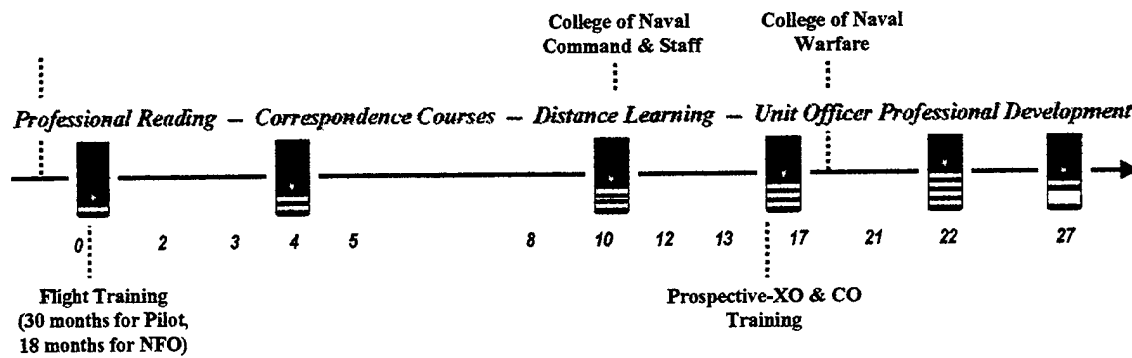 College of Naval
Command & Staff
College of Naval
Warfare
Professional Reading – Correspondence Courses – Distance Learning – Unit Officer Professional Development
0 2 3 4 5 8 10 12 13 17 21 22 27
Flight Training
(30 months for Pilot,
18 months for NFO)
Prospective-XO & CO
Training